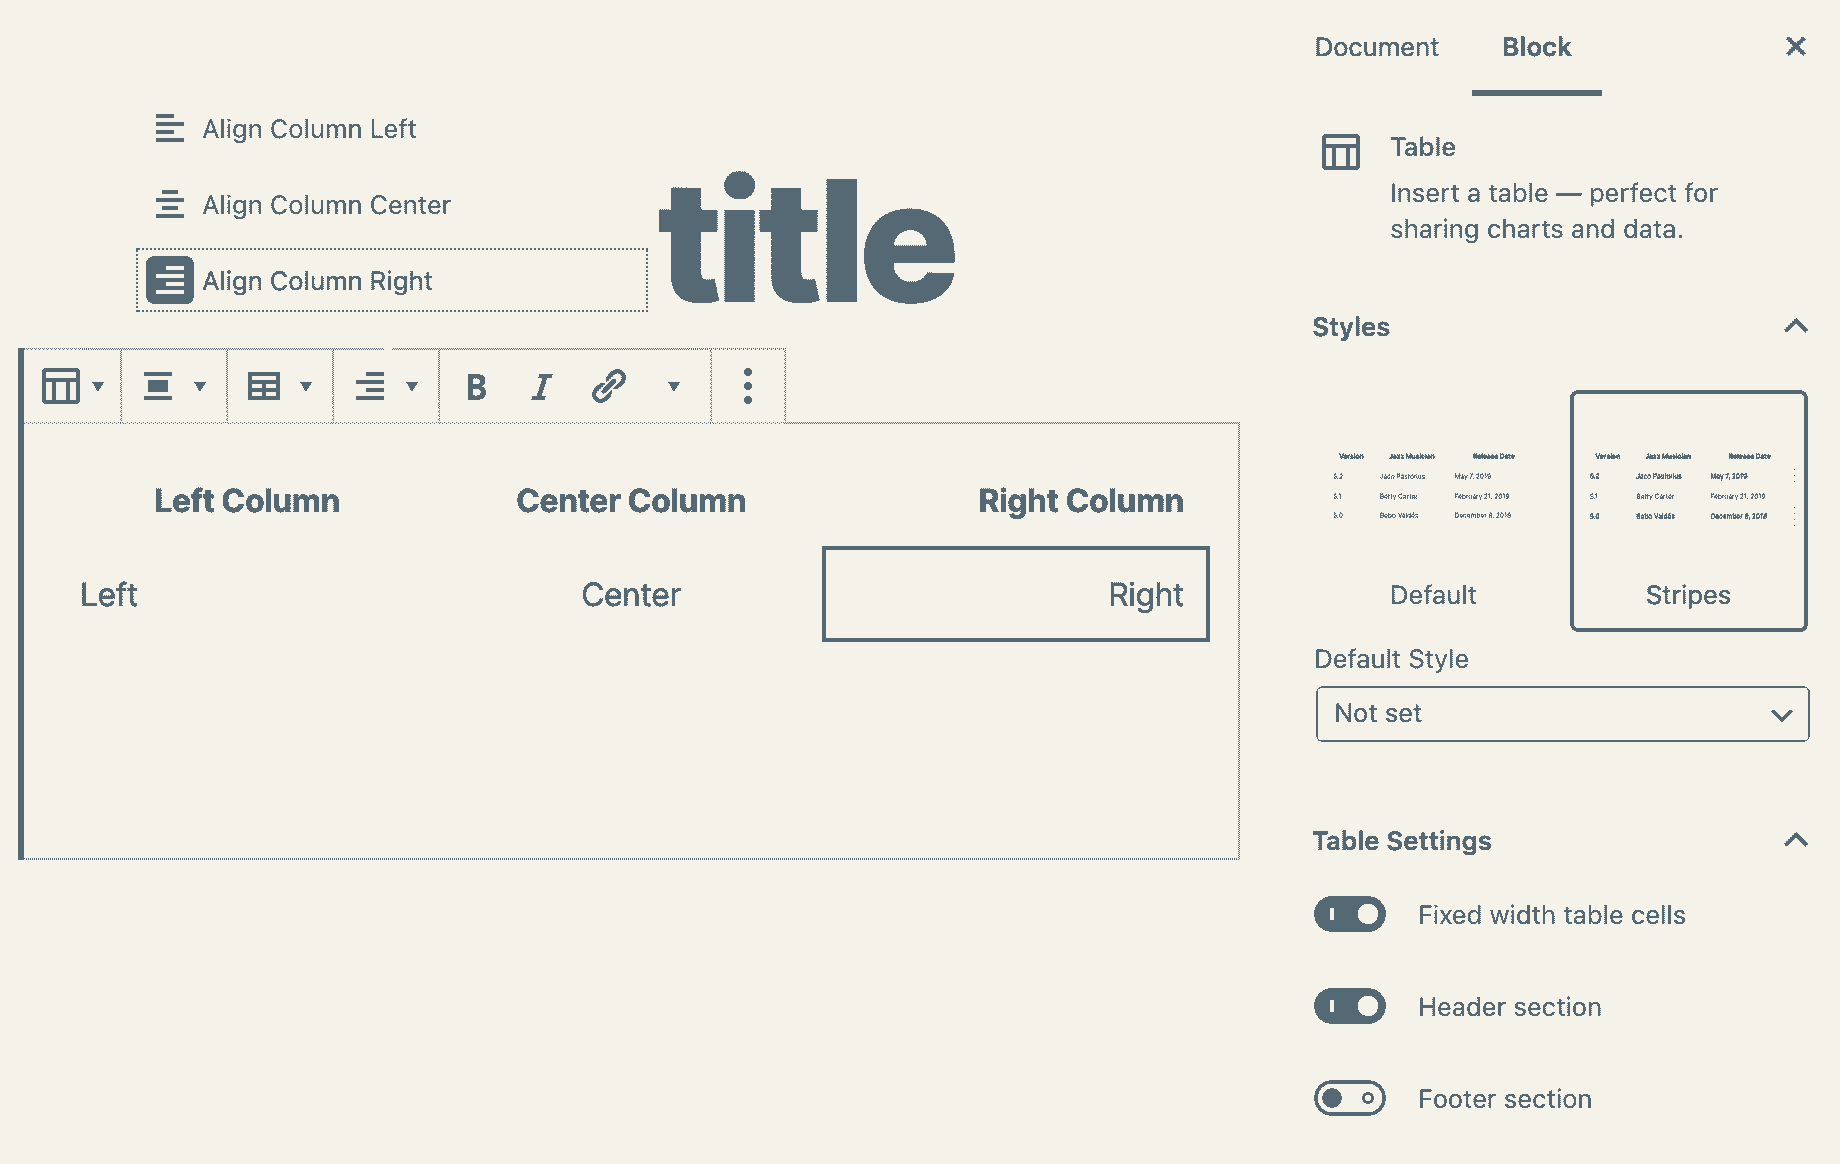 Document
Block
Align Column Left
Align Column Center
Align Column Right
title
B I
Left Column
Center Column
Right Column
Left
Center
Right
Table
Insert a table — perfect for
sharing charts and data.
Styles
Version Jazz Musician Release Date
5.2 Jaco Pastorius May 7, 2019
5.1 Betty Carter February 21, 2019
5.0 Bebo Valdés December 6, 2018
Default
Version Jazz Musician Release Date
5.2 Jaco Pastorius May 7, 2019
5.1 Betty Carter February 21, 2019
5.0 Bebo Valdés December 6, 2018
Stripes
Default Style
Not set
Table Settings
Fixed width table cells
Header section
Footer section